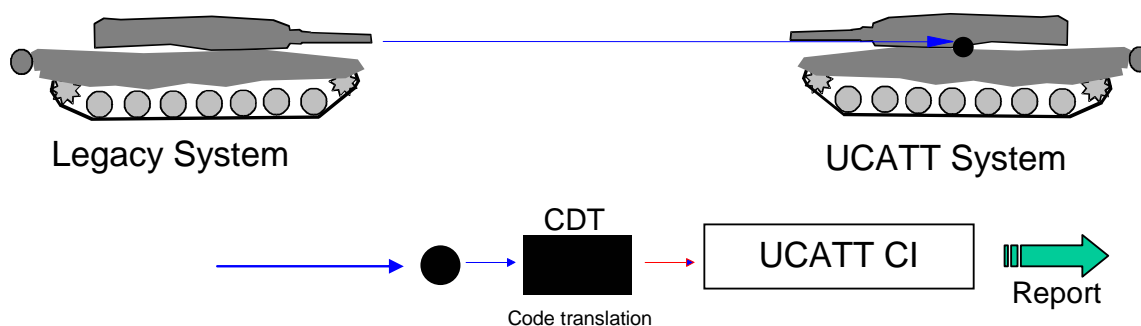 Legacy System
UCATT System
CDT
UCATT CI
Report
Code translation